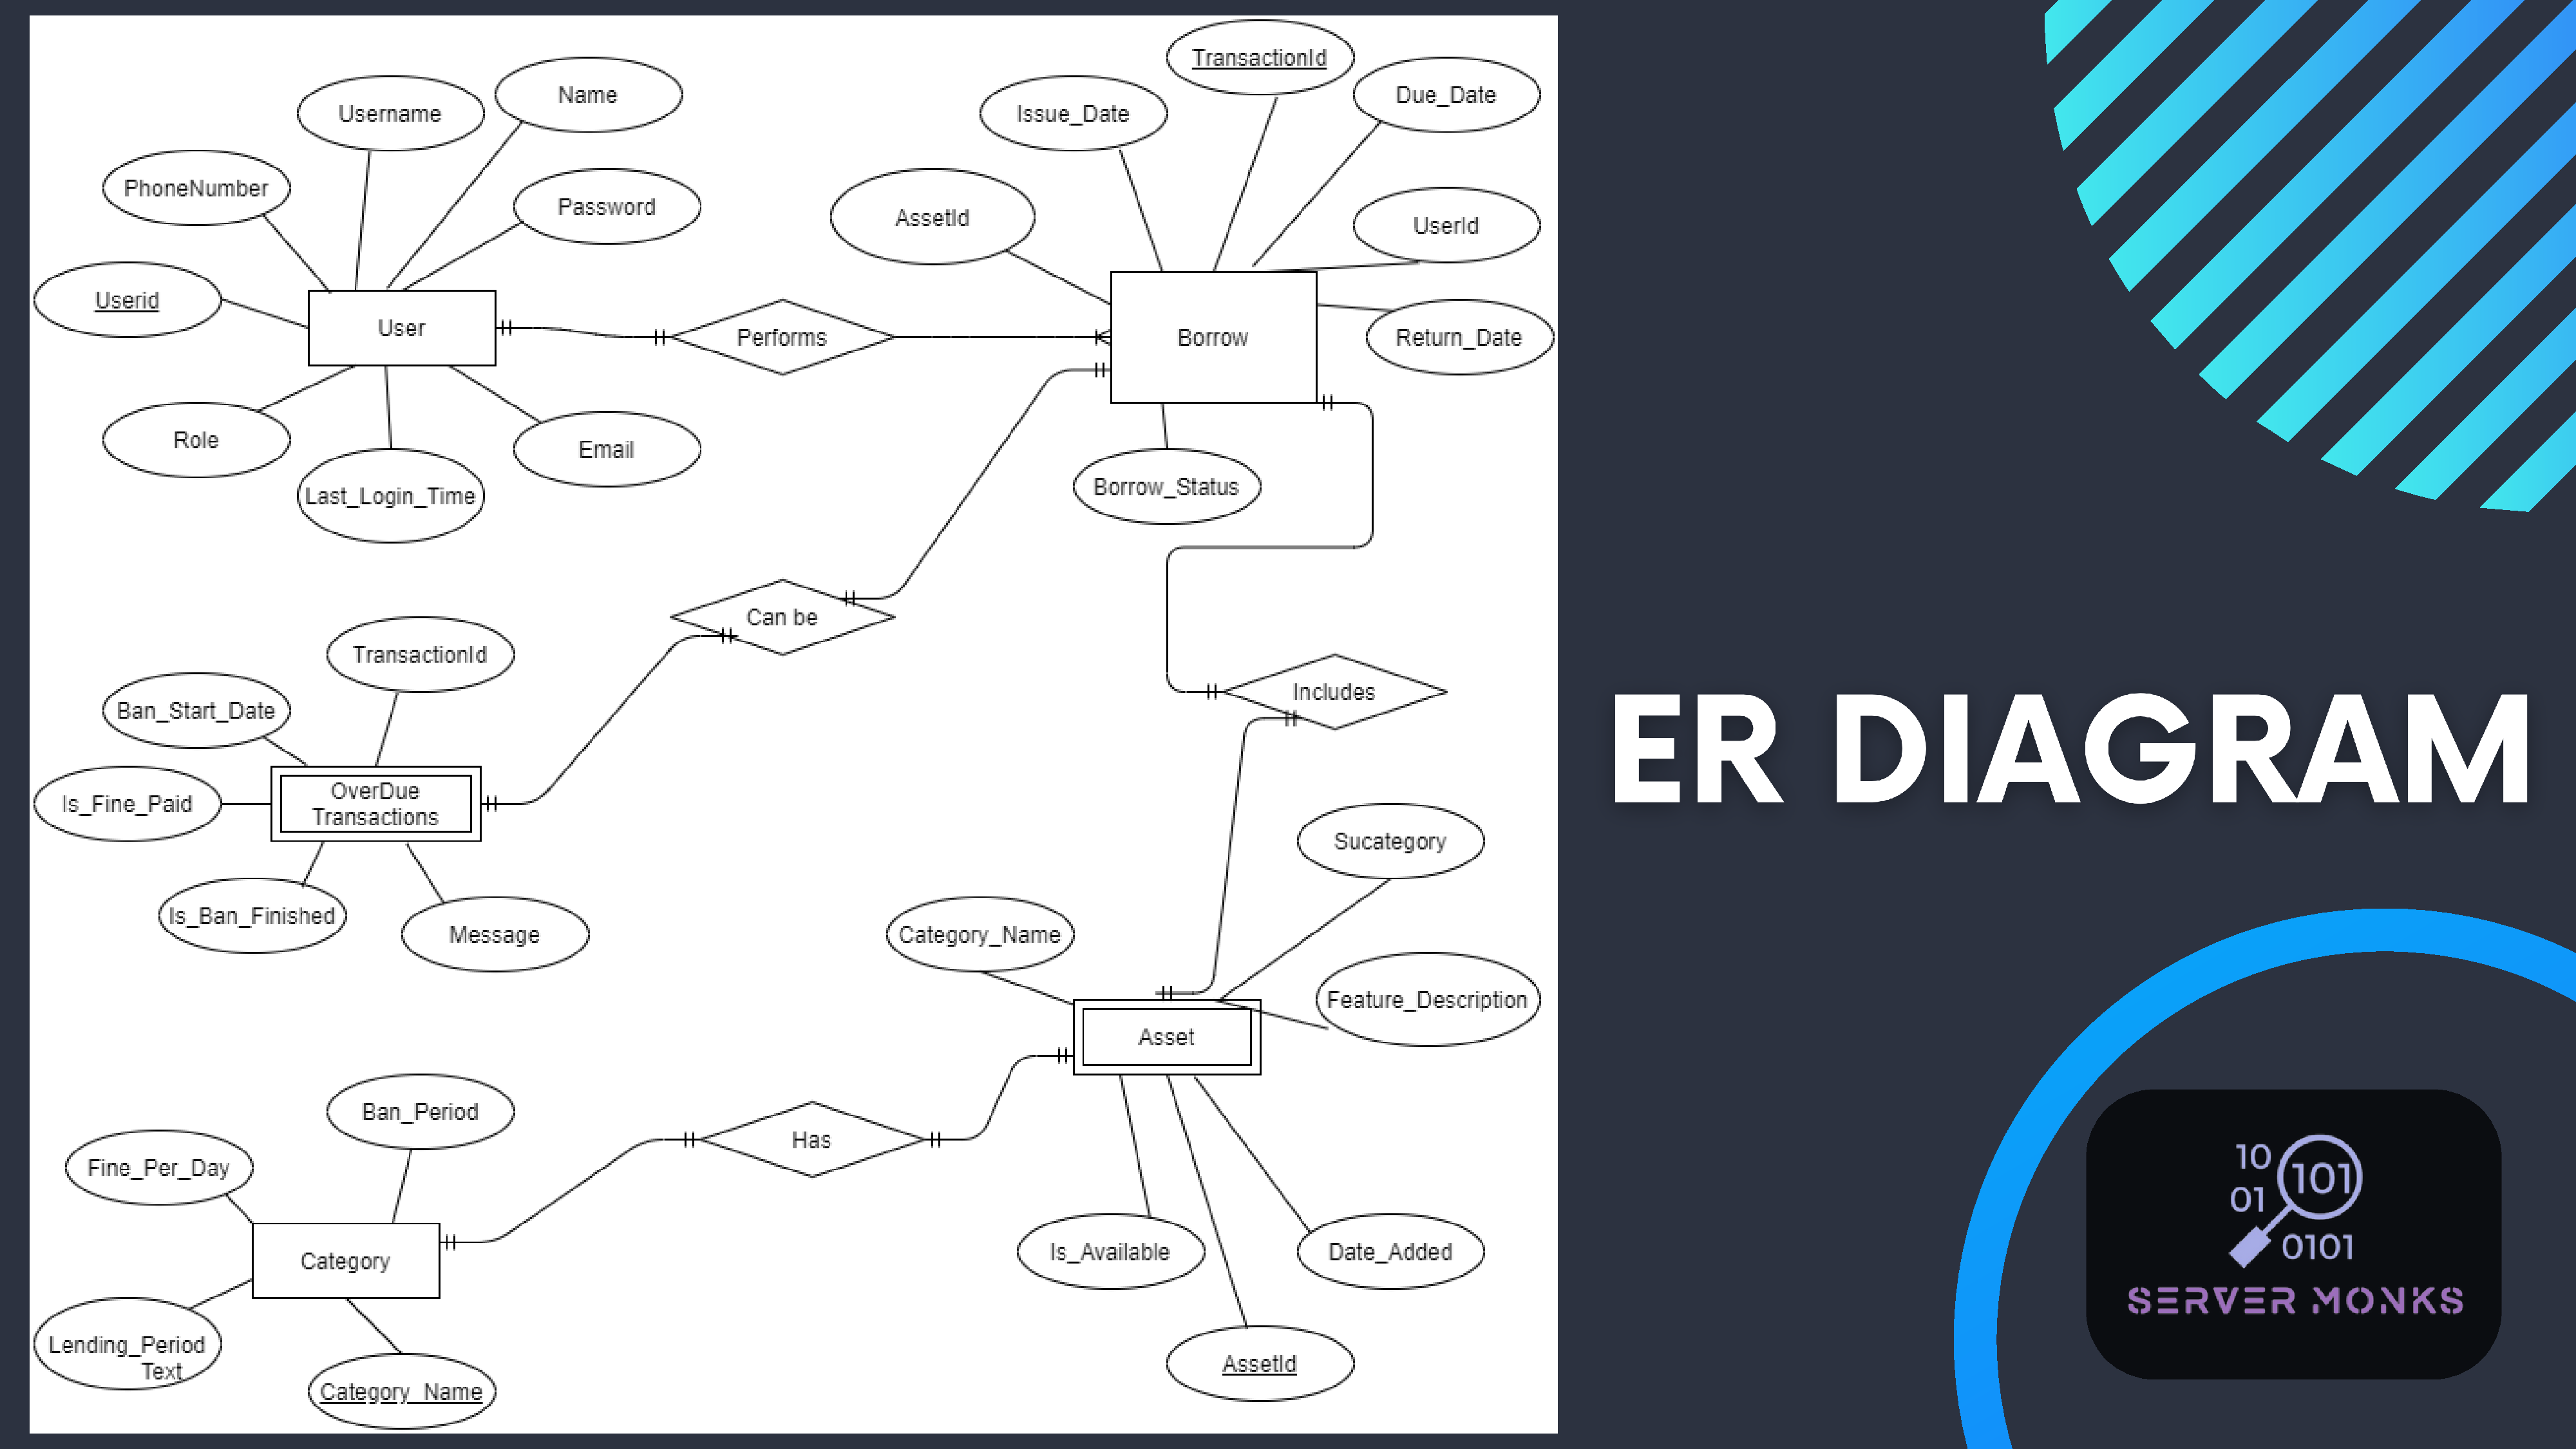 TransactionId
Name
Due_Date
Username
Issue_Date
PhoneNumber
Password
AssetId
UserId
Userid
User
Performs
Borrow
Return_Date
Role
Email
Last_Login_Time
Borrow_Status
Can be
TransactionId
Includes
Ban_Start_Date
ER DIAGRAM
OverDue
Transactions
Is_Fine_Paid
Sucategory
Is_Ban_Finished
Message
Category_Name
Feature_Description
Asset
Ban_Period
Has
Fine_Per_Day
Category
Is_Available
Date_Added
Lending_Period
Text
AssetId
Category_Name
10
101
01
0101
SERVER MONKS